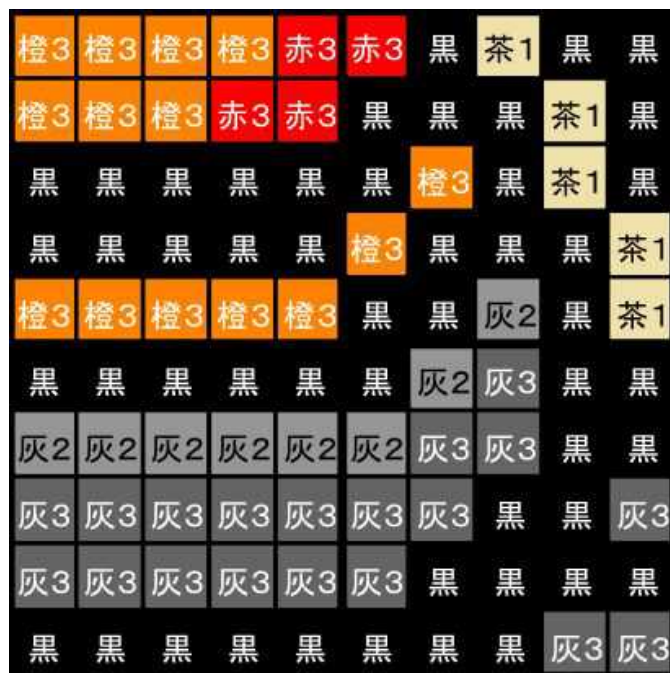 橙3 橙3 橙3 橙3 赤3 赤3 黒 茶1 黒 黒
橙3 橙3 橙3 赤3 赤3 黒 黒 黒 茶1 黒
黒 黒 黒 黒 黒 黒 橙3 黒 茶1 黒
黒 黒 黒 黒 黒 橙3 黒 黒 黒 茶1
橙3 橙3 橙3 橙3 橙3 黒 黒 灰2 黒 茶1
黒 黒 黒 黒 黒 黒 灰2 灰3 黒 黒
灰2 灰2 灰2 灰2 灰2 灰2 灰3 灰3 黒 黒
灰3 灰3 灰3 灰3 灰3 灰3 灰3 黒 黒 灰3
灰3 灰3 灰3 灰3 灰3 灰3 黒 黒 黒 黒
黒 黒 黒 黒 黒 黒 黒 黒 灰3 灰3